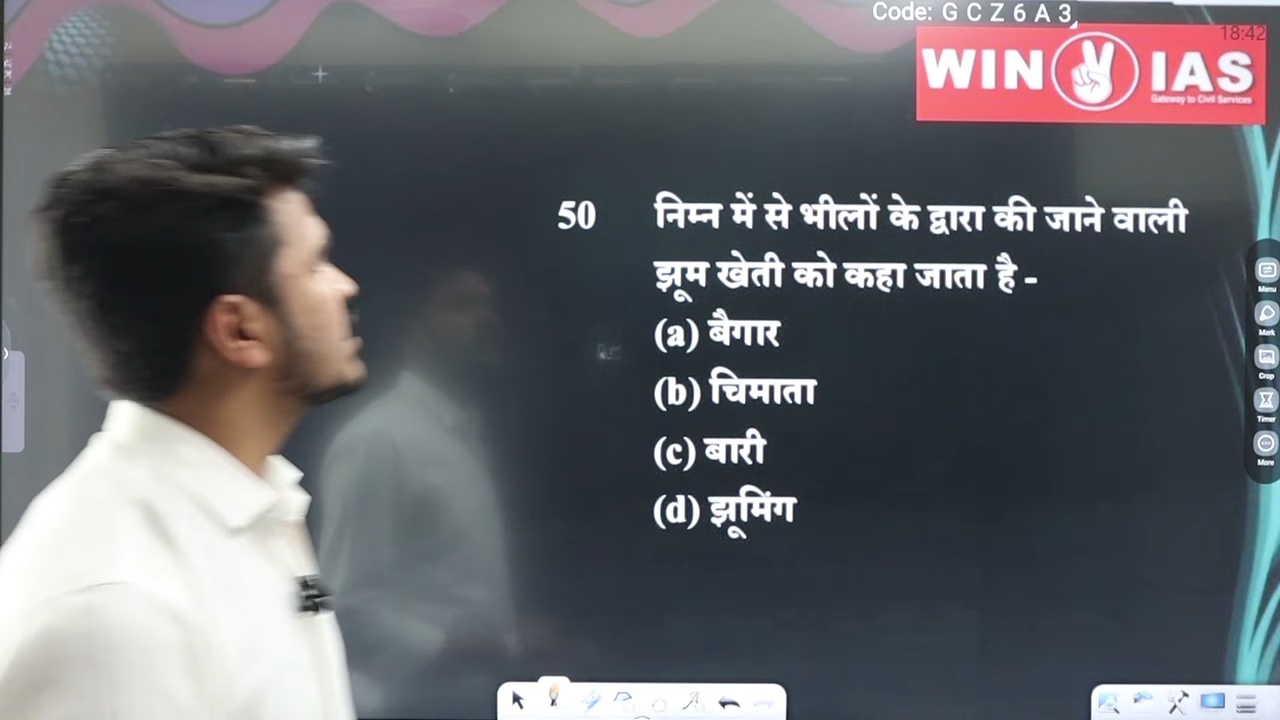 Code: G C Z 6 A 3
18:42
WIN IAS
Gateway to Civil Services
50 निम्न में से भीलों के द्वारा की जाने वाली
झूम खेती को कहा जाता है -
(a) बैगार
(b) चिमाता
(c) बारी
(d) झूमिंग
Menu
Mark
Crop
Timer
More